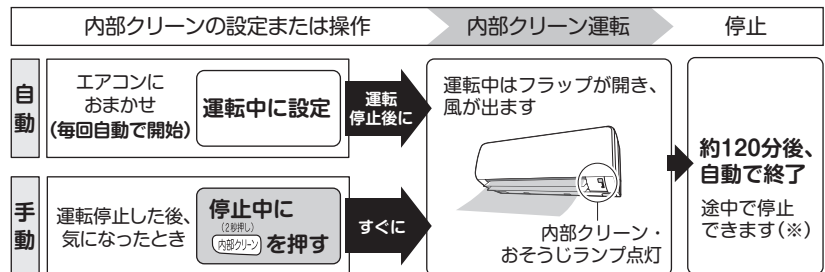 内部クリーンの設定または操作
内部クリーン運転
停止
自動
エアコンに
おまかせ
(毎回自動で開始)
運転中に設定
運転
停止後に
手動
運転停止した後、
気になったとき
停止中に
(2秒押し)
内部クリーン を押す
すぐに
運転中はフラップが開き、
風が出ます
内部クリーン・
おそうじランプ点灯
約120分後、
自動で終了
途中で停止
できます(※)